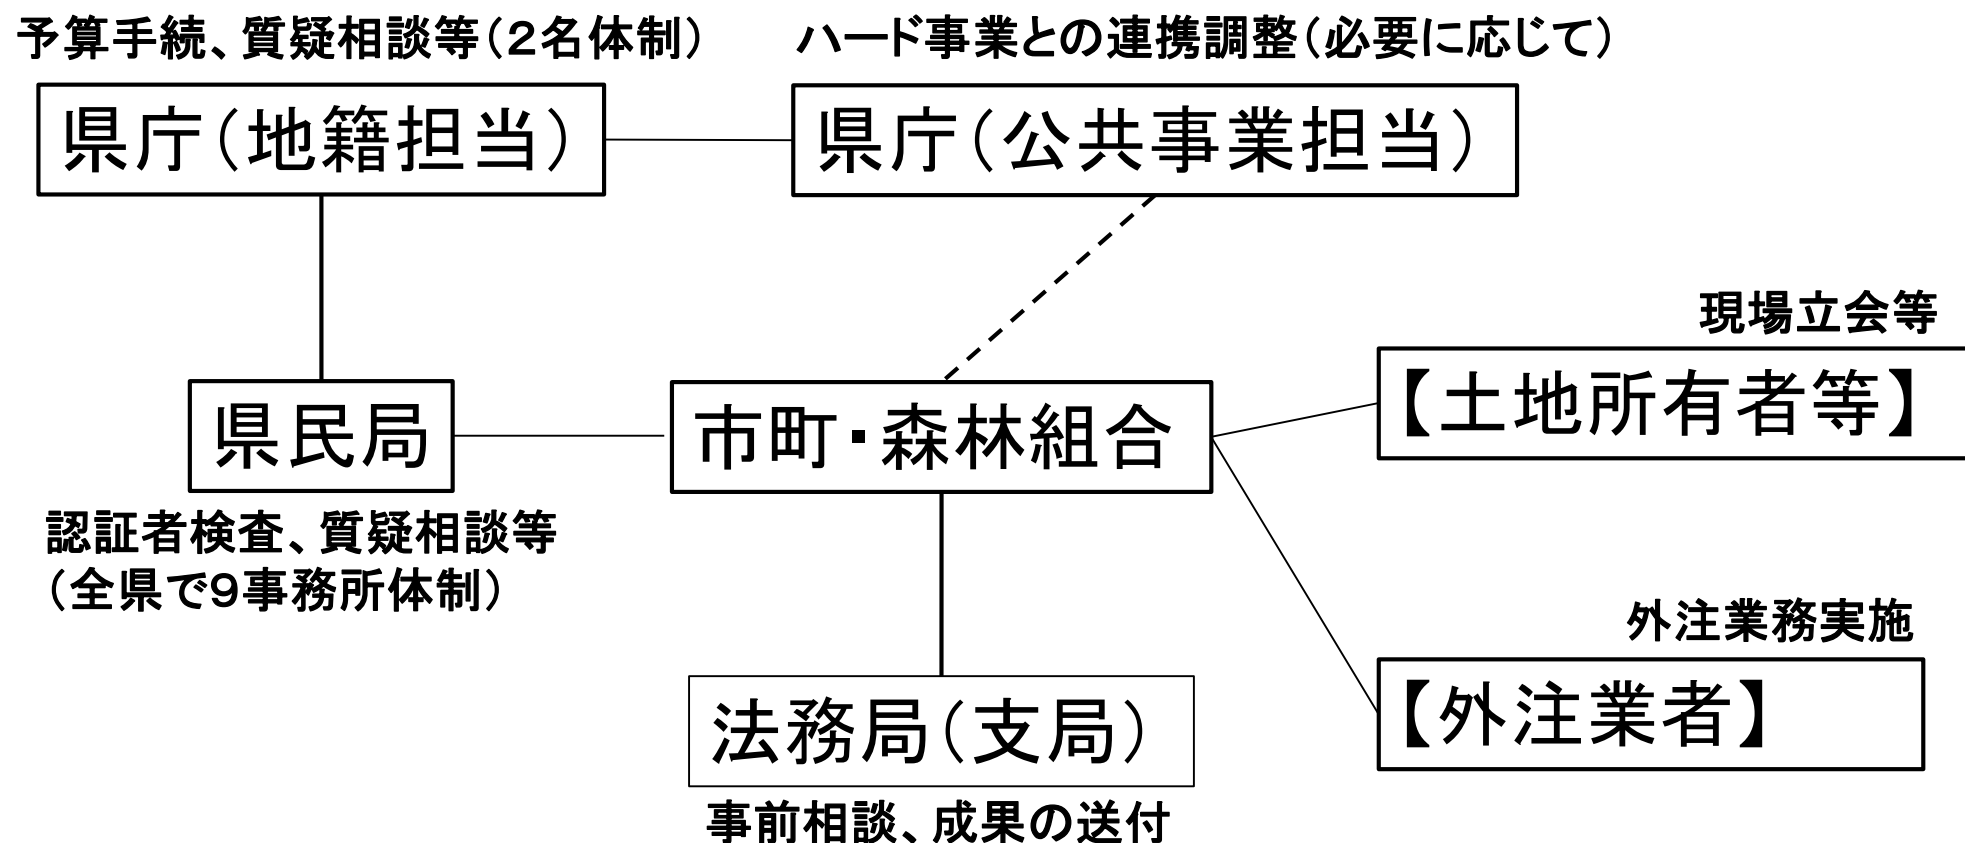 予算手続、質疑相談等（２名体制）
ハード事業との連携調整（必要に応じて）
県庁（地籍担当）
県庁（公共事業担当）
現場立会等
【土地所有者等】
県民局
市町・森林組合
認証者検査、質疑相談等
（全県で９事務所体制）
外注業務実施
【外注業者】
法務局（支局）
事前相談、成果の送付